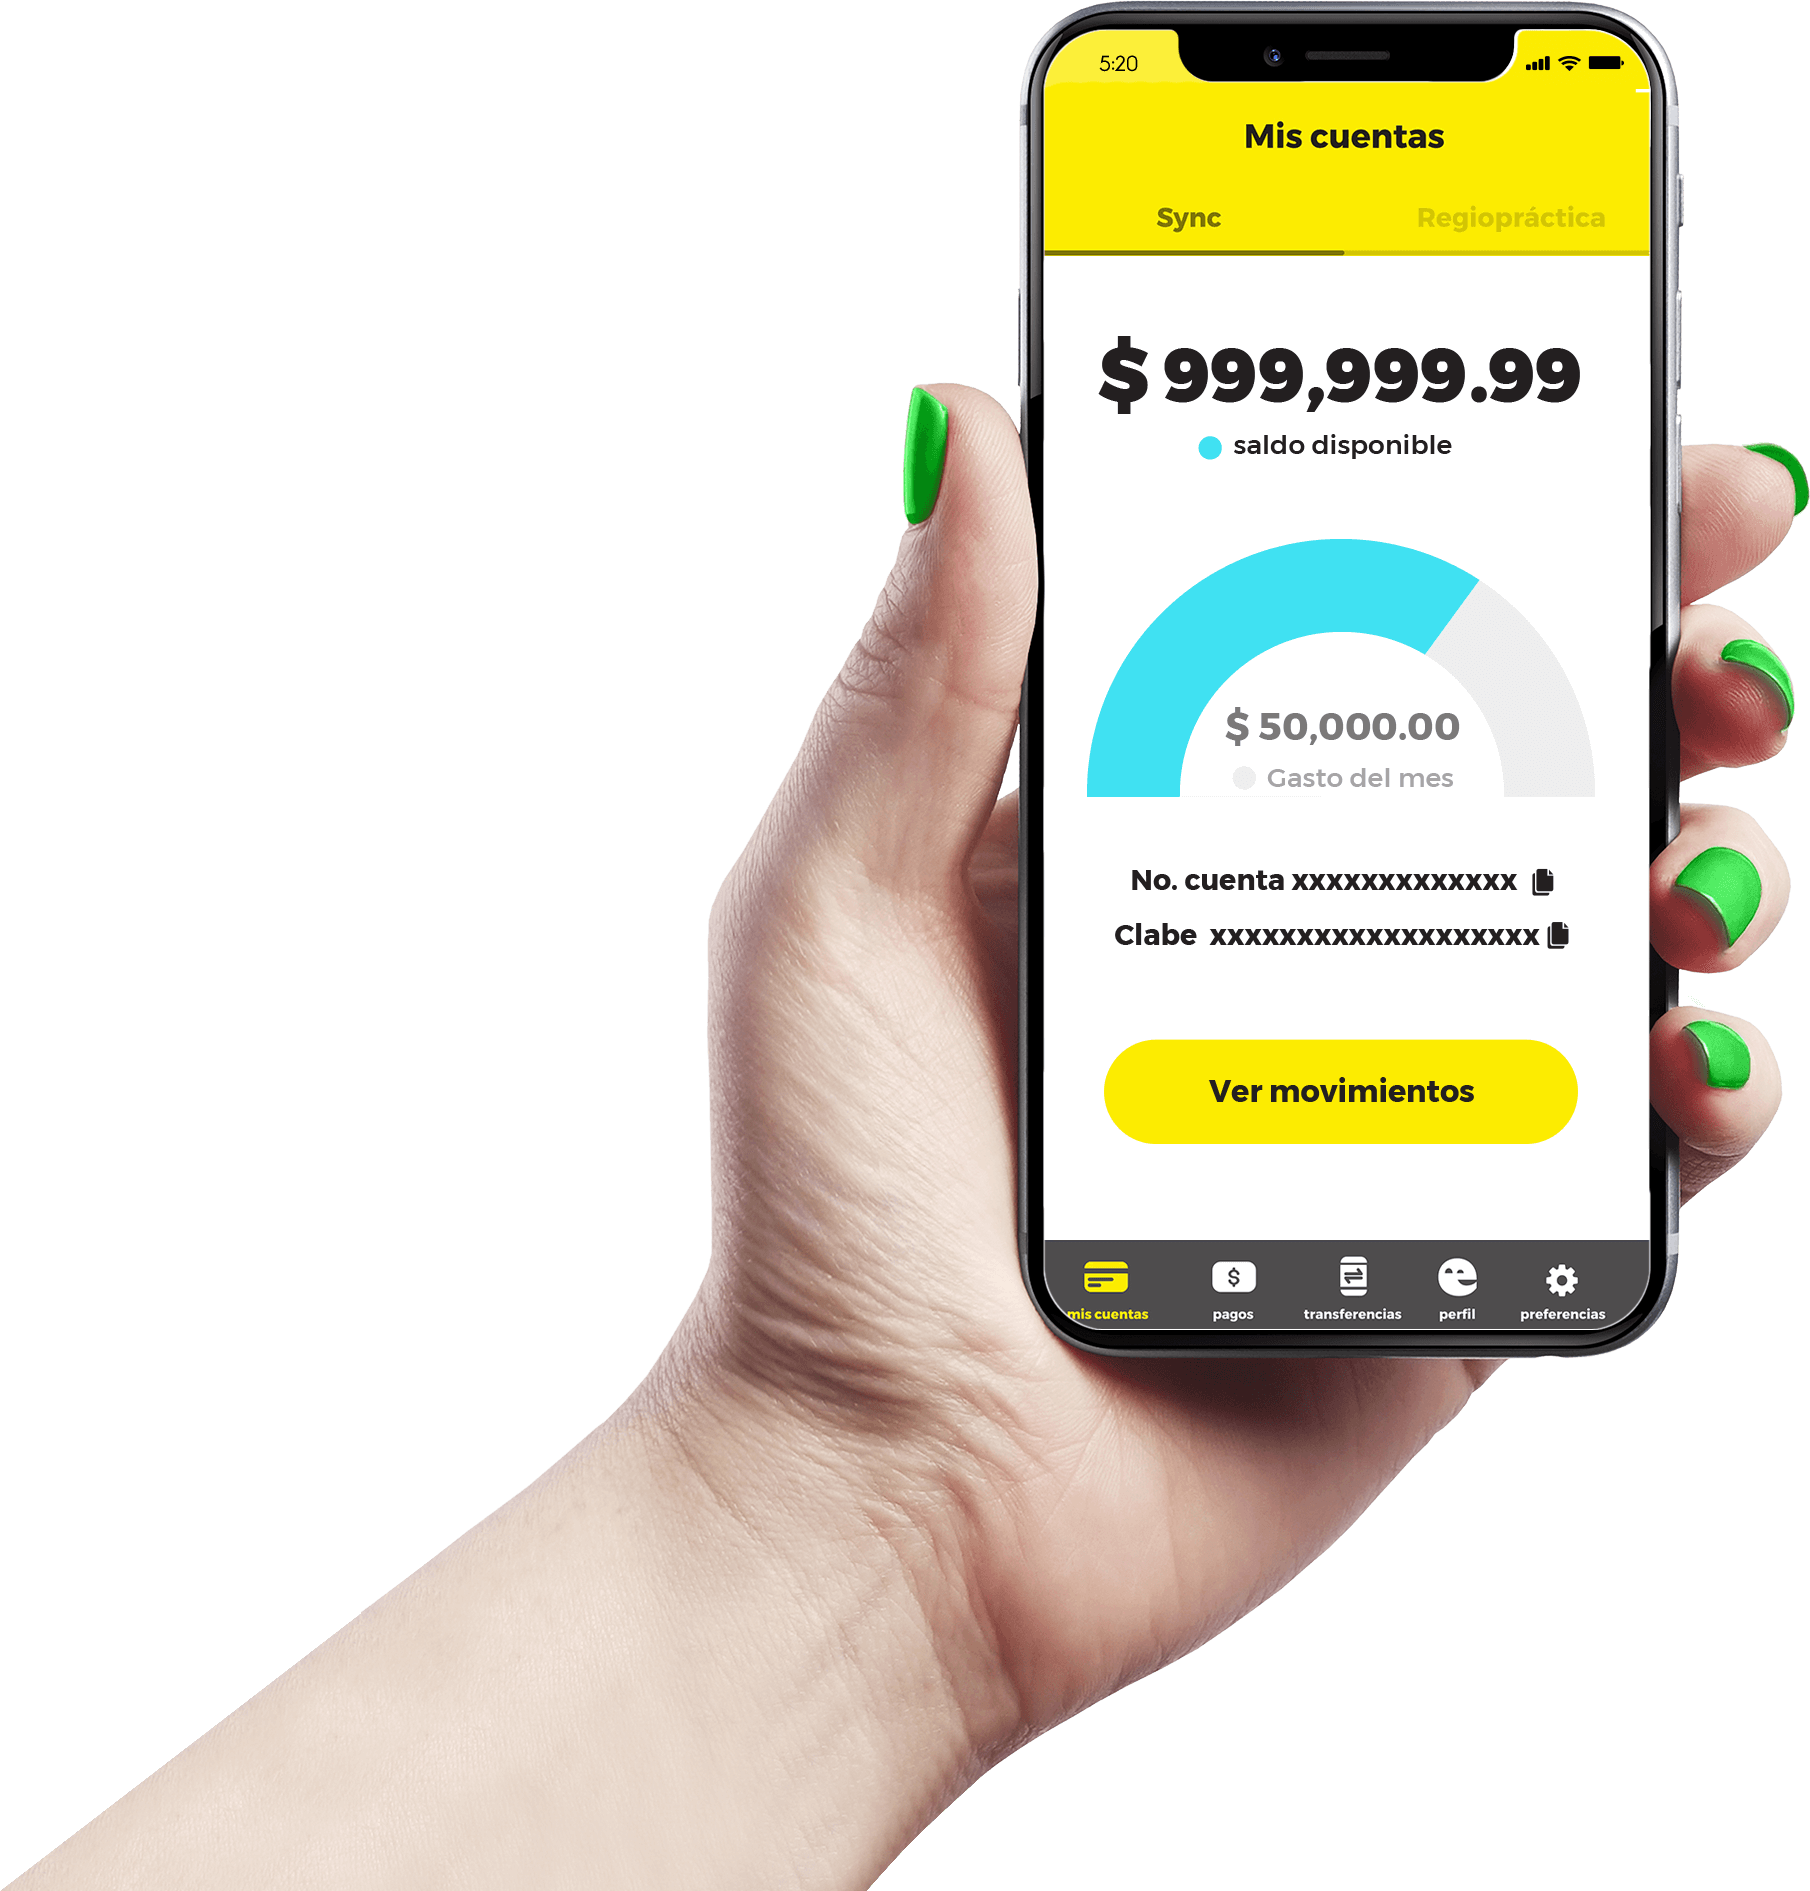 5:20
Mis cuentas
Sync Regiopráctica
$ 999,999.99
saldo disponible
$ 50,000.00
Gasto del mes
No. cuenta xxxxxxxxxxxxx
Clabe xxxxxxxxxxxxxxxxxxx
Ver movimientos
$
mis cuentas pagos transferencias perfil preferencias